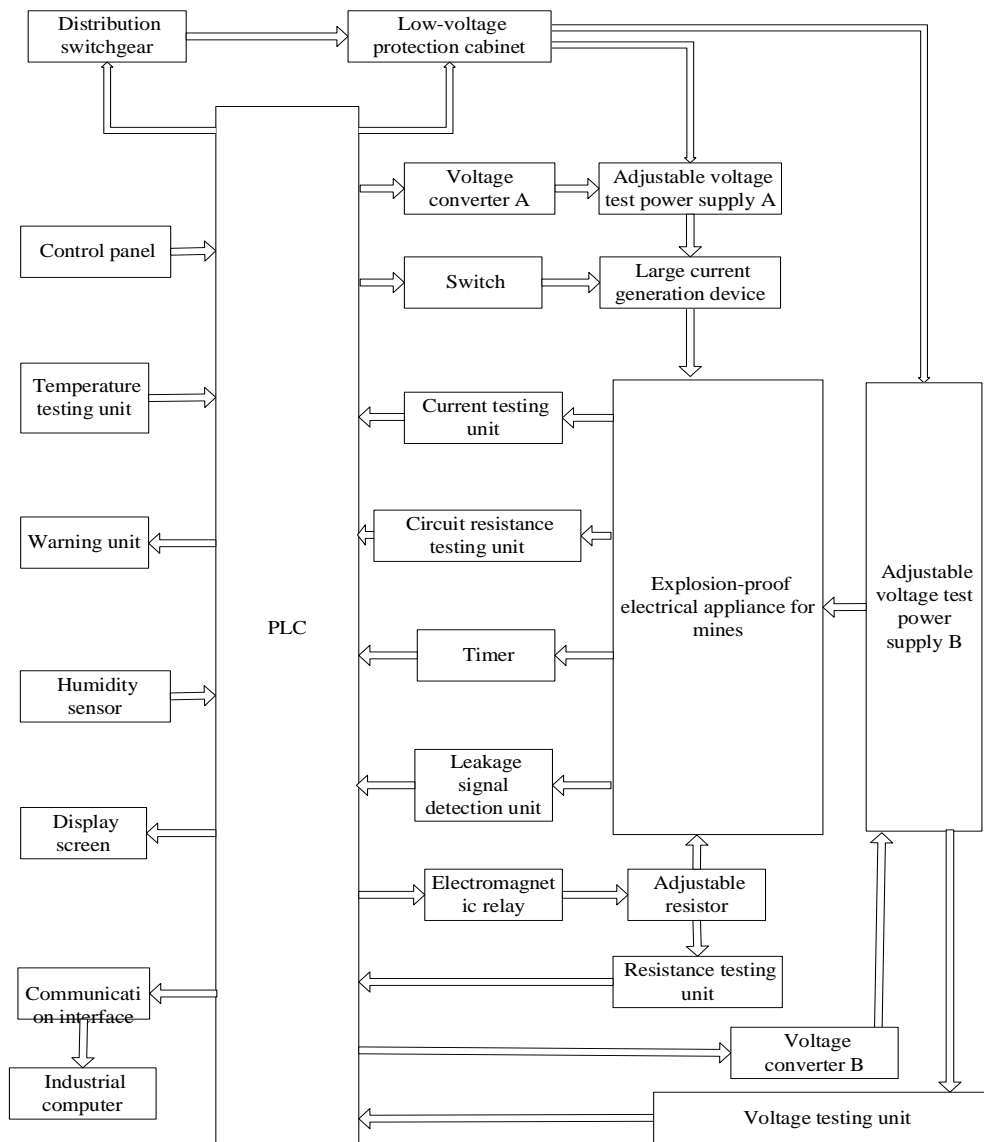 Distribution
switchgear
Low-voltage
protection cabinet
Voltage
converter A
Adjustable voltage
test power supply A
Control panel
Switch
Large current
generation device
Temperature
testing unit
Current testing
unit
Warning unit
Circuit resistance
testing unit
Explosion-proof
electrical appliance for
mines
Adjustable
voltage test
power
supply B
PLC
Timer
Humidity
sensor
Leakage
signal
detection unit
Display
screen
Electromagnet
ic relay
Adjustable
resistor
Communicati
on interface
Resistance testing
unit
Voltage
converter B
Industrial
computer
Voltage testing unit